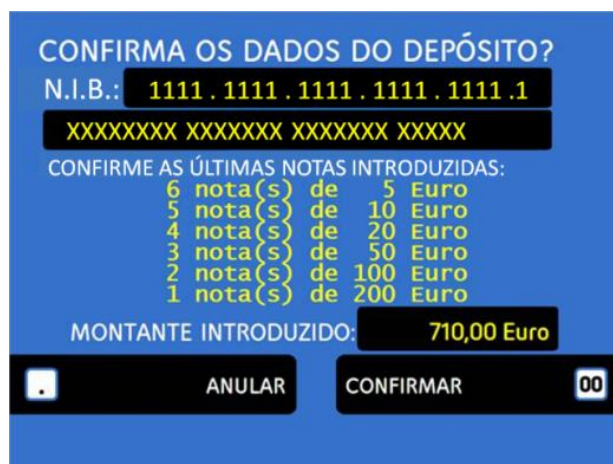 CONFIRMA OS DADOS DO DEPÓSITO?
N.I.B.: 1111 . 1111 . 1111 . 1111 . 1111 .1
XXXXXXXX XXXXXXX XXXXXXX XXXXX
CONFIRME AS ÚLTIMAS NOTAS INTRODUZIDAS:
6 nota(s) de 5 Euro
5 nota(s) de 10 Euro
4 nota(s) de 20 Euro
3 nota(s) de 50 Euro
2 nota(s) de 100 Euro
1 nota(s) de 200 Euro
MONTANTE INTRODUZIDO: 710,00 Euro
. ANULAR CONFIRMAR 00